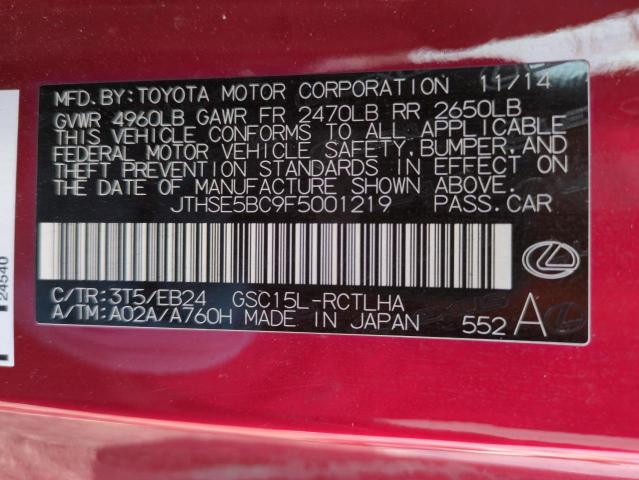 MFD.BY:TOYOTA MOTOR CORPORATION 11/14
GVWR 4960LB GAWR FR 2470LB RR 2650LB
THIS VEHICLE CONFORMS TO ALL APPLICABLE
FEDERAL MOTOR VEHICLE SAFETY, BUMPER, AND
THEFT PREVENTION STANDARDS IN EFFECT ON
THE DATE OF MANUFACTURE SHOWN ABOVE.
JTHSE5BC9F5001219 PASS.CAR
C/TR:3T5/EB24 GSC15L-RCTLHA
A/TM:A02A/A760H MADE IN JAPAN 552 A
24540